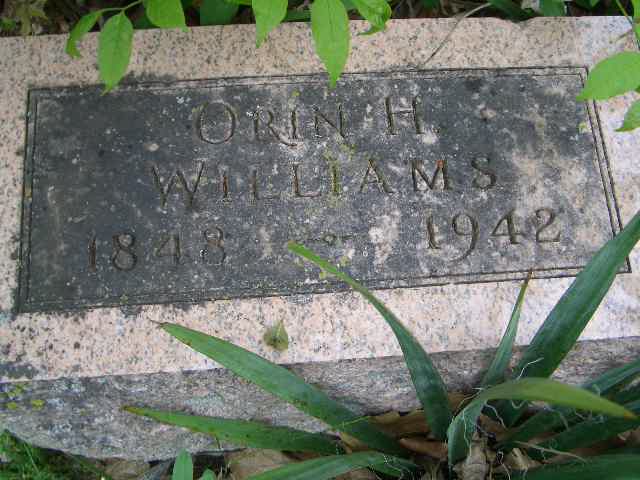 ORIN H.
WILLIAMS
1848 - 1942